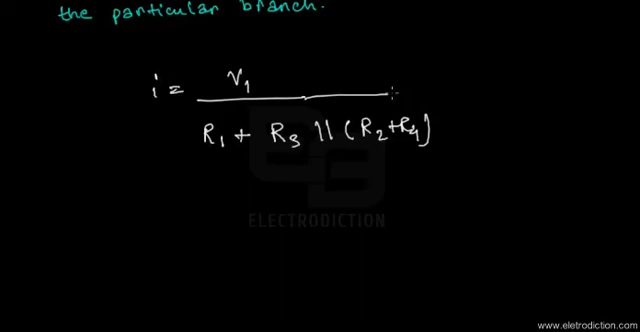 the particular branch.
i = V1
R1 + R3 || (R2+R4)
ELECTRODICTION
www.eletrodiction.com